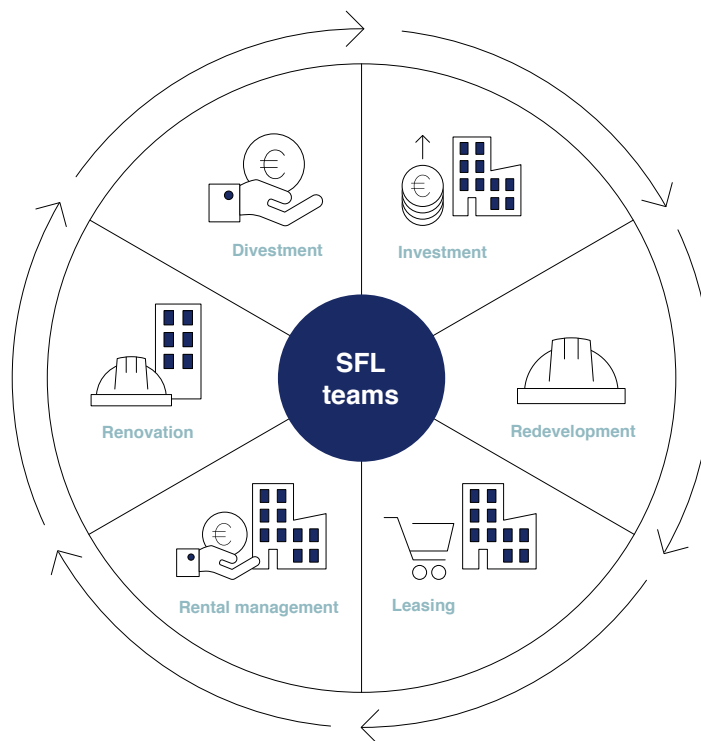 Divestment
Investment
SFL
teams
Renovation
Redevelopment
Rental management
Leasing